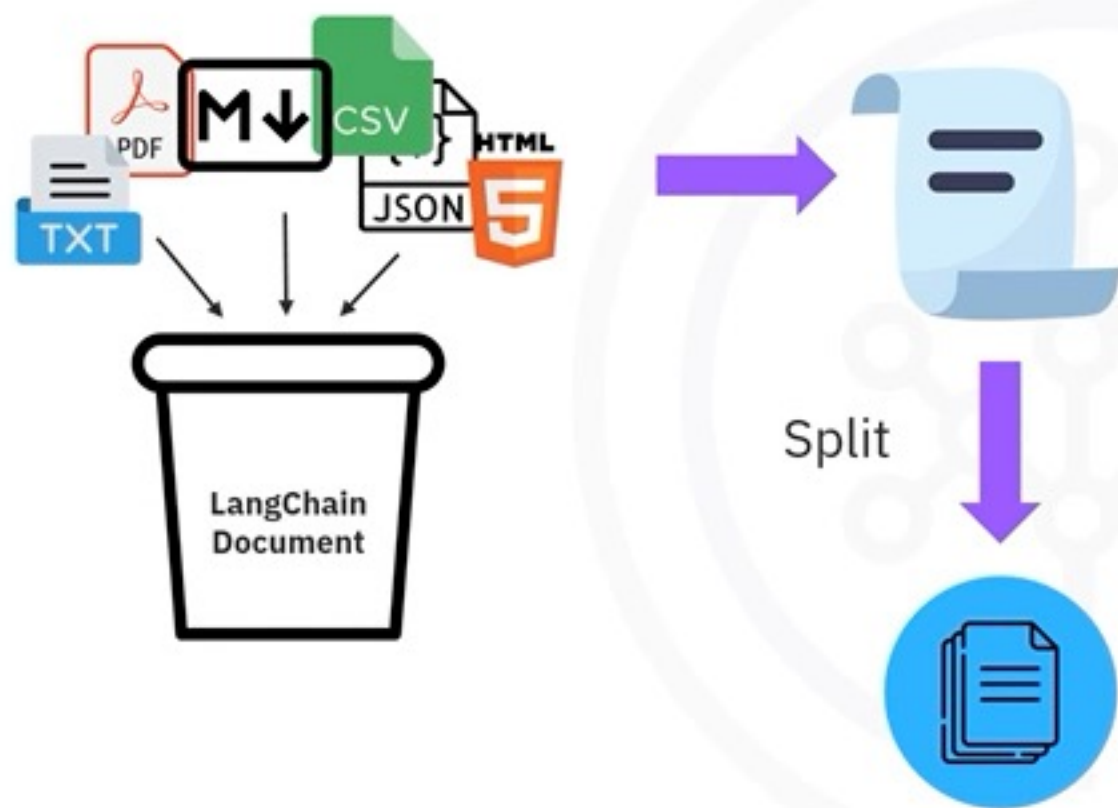 PDF
M
CSV
HTML
5
TXT
{ }
JSON
Split
LangChain
Document